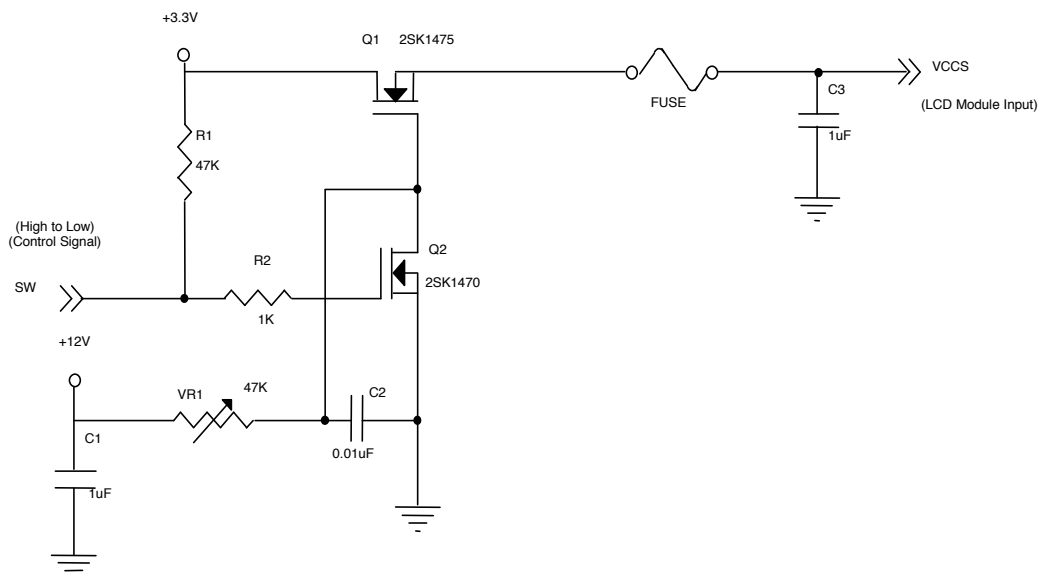 +3.3V
Q1 2SK1475
VCCS
FUSE
C3
(LCD Module Input)
1uF
R1
47K
(High to Low)
(Control Signal)
R2
Q2
SW
2SK1470
1K
+12V
VR1
47K
C2
C1
0.01uF
1uF